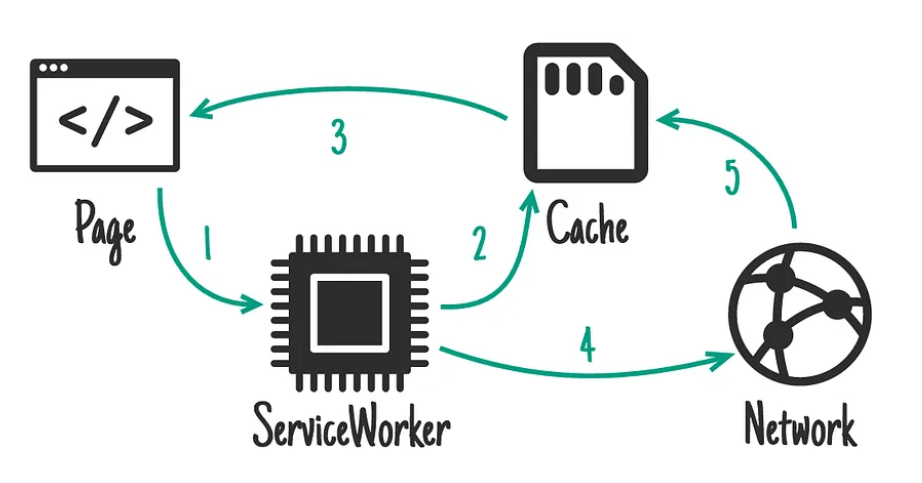 </>
3
Page
1
2
Cache
5
ServiceWorker
4
Network